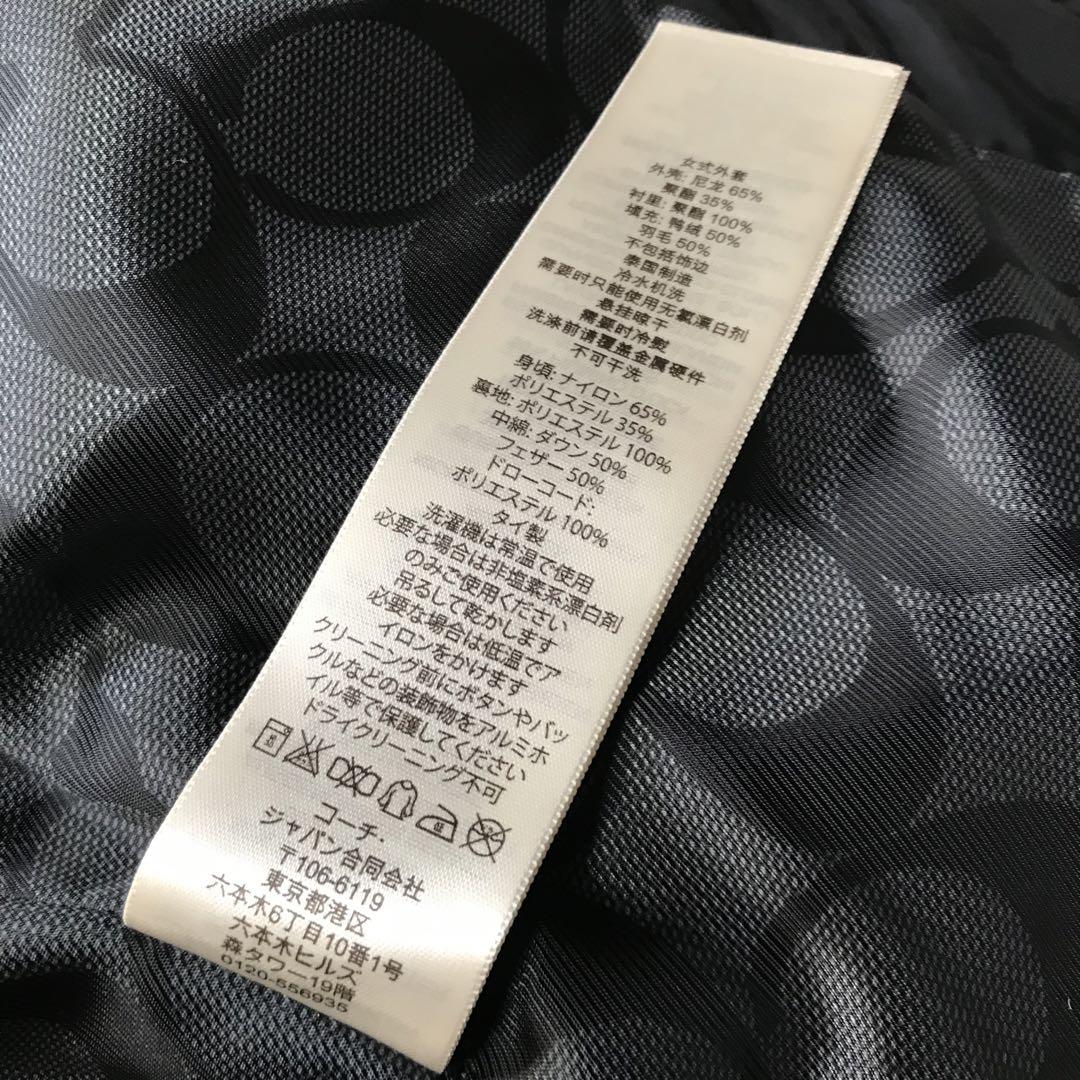 女式外套
外壳: 尼龙 65%
聚酯 35%
衬里: 聚酯 100%
填充: 鸭绒 50%
羽毛 50%
不包括饰边
泰国制造
冷水机洗
需要时只能使用无氯漂白剂
悬挂晾干
需要时冷熨
洗涤前请覆盖金属硬件
不可干洗
身頃: ナイロン 65%
ポリエステル 35%
裏地: ポリエステル 100%
中綿: ダウン 50%
フェザー 50%
ドローコード:
ポリエステル 100%
タイ製
洗濯機は常温で使用
必要な場合は非塩素系漂白剤
のみご使用ください
吊るして乾かします
必要な場合は低温でア
イロンをかけます
クリーニング前にボタンやバッ
クルなどの装飾物をアルミホ
イル等で保護してください
ドライクリーニング不可
コーチ・
ジャパン合同会社
〒106-6119
東京都港区
六本木6丁目10番1号
六本木ヒルズ
森タワー19階
0120-556935